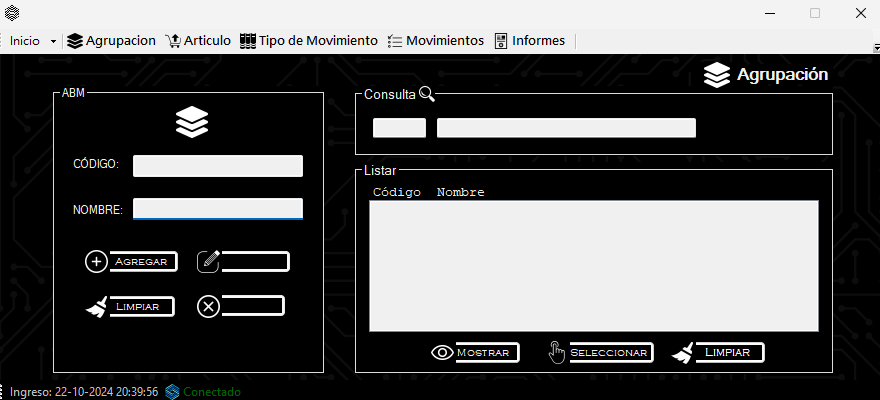 Inicio Agrupacion Articulo Tipo de Movimiento Movimientos Informes
Agrupación
ABM
CÓDIGO:
NOMBRE:
AGREGAR
LIMPIAR
Consulta
Listar
Código Nombre
MOSTRAR SELECCIONAR LIMPIAR
Ingreso: 22-10-2024 20:39:56 Conectado